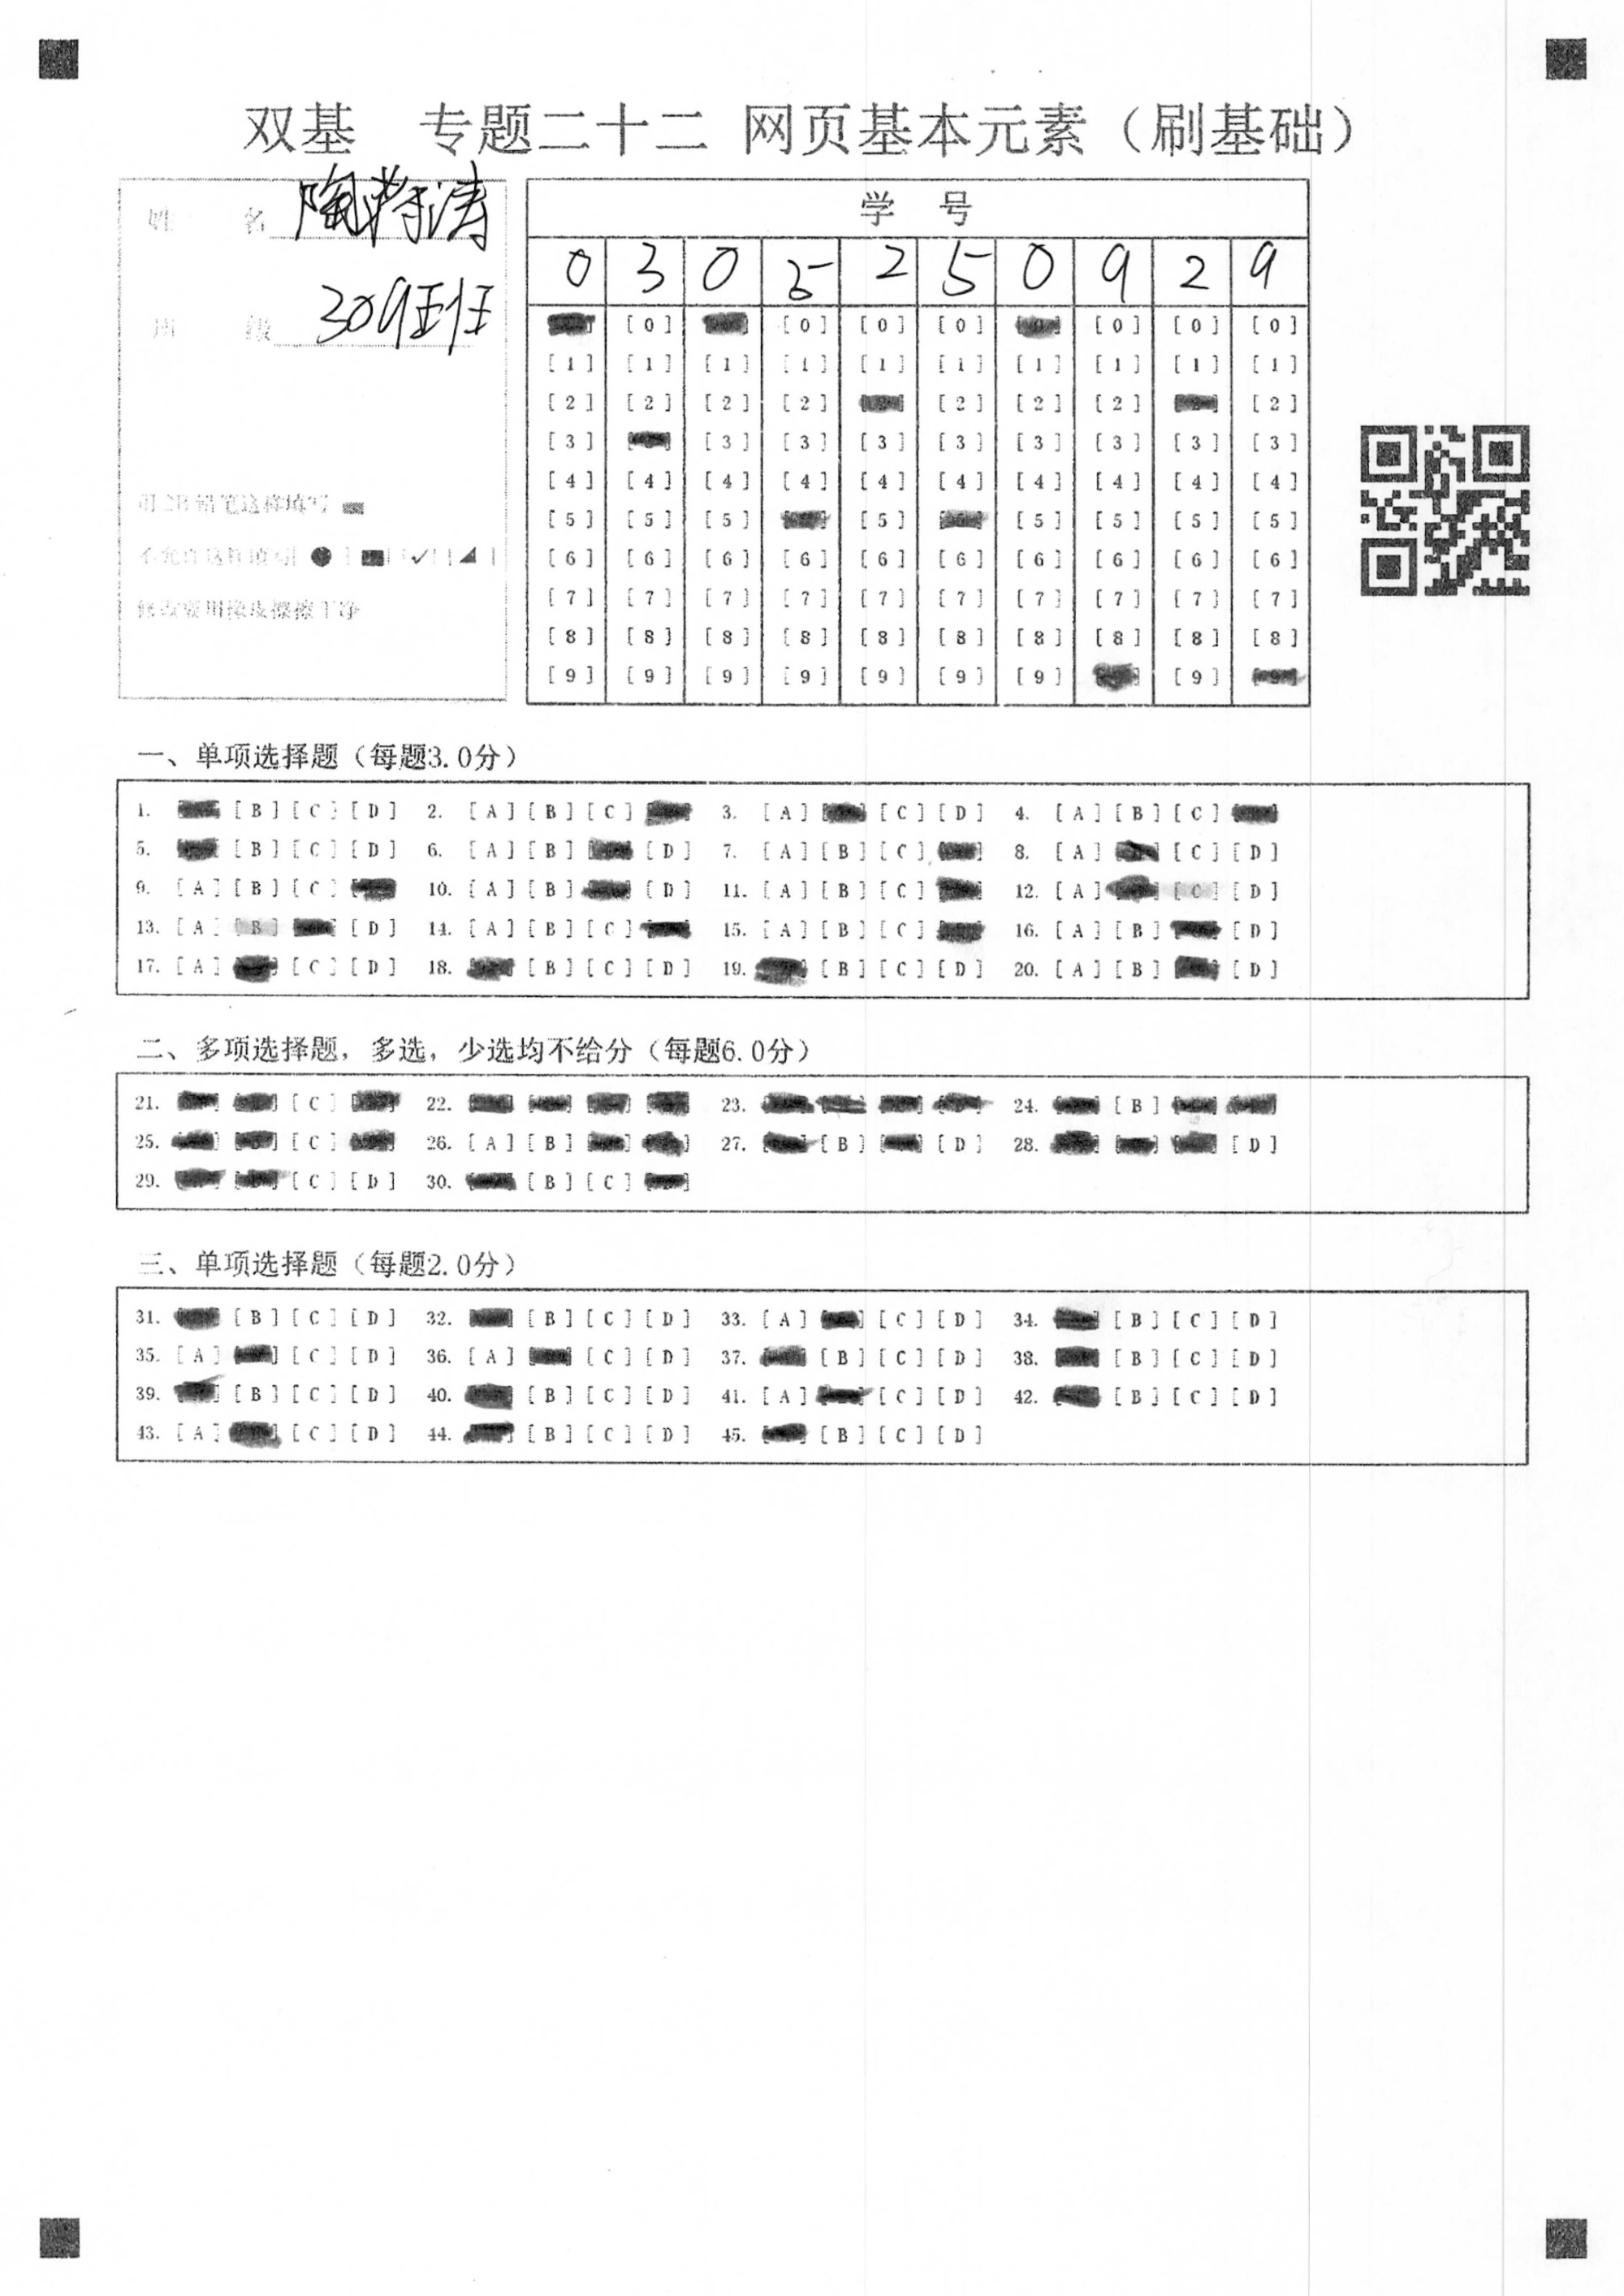 双基 专题二十二 网页基本元素（刷基础）
姓 名
班 级 309班
用2B铅笔这样填写
不允许这样填写[ ● ] [ ■ ] [ ✓ ] [ ◢ ]
修改要用橡皮擦擦干净
学 号
0 3 0 5 2 5 0 9 2 9
[0] [0] [0] [0] [0] [0] [0]
[1] [1] [1] [1] [1] [1] [1] [1] [1] [1]
[2] [2] [2] [2] [2] [2] [2] [2]
[3] [3] [3] [3] [3] [3] [3] [3] [3]
[4] [4] [4] [4] [4] [4] [4] [4] [4] [4]
[5] [5] [5] [5] [5] [5] [5] [5]
[6] [6] [6] [6] [6] [6] [6] [6] [6] [6]
[7] [7] [7] [7] [7] [7] [7] [7] [7] [7]
[8] [8] [8] [8] [8] [8] [8] [8] [8] [8]
[9] [9] [9] [9] [9] [9] [9] [9]
一、单项选择题（每题3.0分）
1. [B] [C] [D] 2. [A] [B] [C] 3. [A] [C] [D] 4. [A] [B] [C]
5. [B] [C] [D] 6. [A] [B] [D] 7. [A] [B] [C] 8. [A] [C] [D]
9. [A] [B] [C] 10. [A] [B] [D] 11. [A] [B] [C] 12. [A] [C] [D]
13. [A] [B] [D] 14. [A] [B] [C] 15. [A] [B] [C] 16. [A] [B] [D]
17. [A] [C] [D] 18. [B] [C] [D] 19. [B] [C] [D] 20. [A] [B] [D]
二、多项选择题，多选，少选均不给分（每题6.0分）
21. [C] 22. 23. 24. [B]
25. [C] 26. [A] [B] 27. [B] [D] 28. [D]
29. [C] [D] 30. [B] [C]
三、单项选择题（每题2.0分）
31. [B] [C] [D] 32. [B] [C] [D] 33. [A] [C] [D] 34. [B] [C] [D]
35. [A] [C] [D] 36. [A] [C] [D] 37. [B] [C] [D] 38. [B] [C] [D]
39. [B] [C] [D] 40. [B] [C] [D] 41. [A] [C] [D] 42. [B] [C] [D]
43. [A] [C] [D] 44. [B] [C] [D] 45. [B] [C] [D]